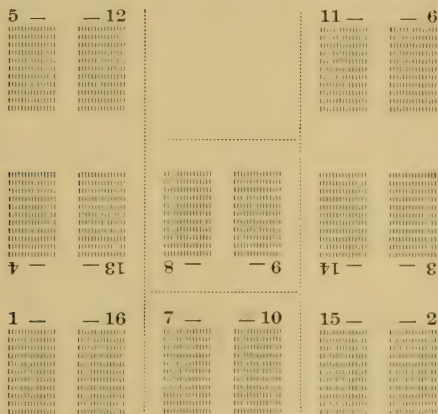 5 — — 12 11 — — 6
4 — — 13 8 — — 9 14 — — 3
1 — — 16 7 — — 10 15 — — 2